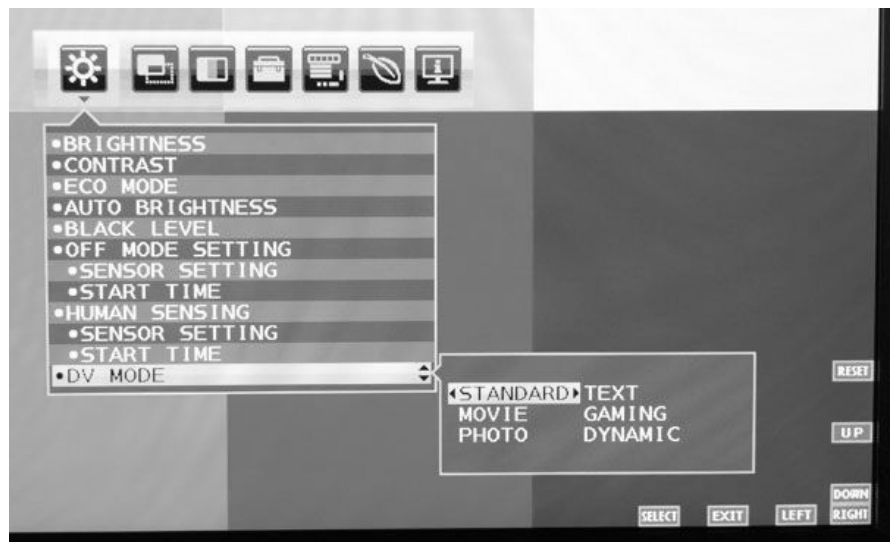 •BRIGHTNESS
•CONTRAST
•ECO MODE
•AUTO BRIGHTNESS
•BLACK LEVEL
•OFF MODE SETTING
•SENSOR SETTING
•START TIME
•HUMAN SENSING
•SENSOR SETTING
•START TIME
•DV MODE
STANDARD TEXT
MOVIE GAMING
PHOTO DYNAMIC
RESET
UP
DOWN
SELECT EXIT LEFT RIGHT